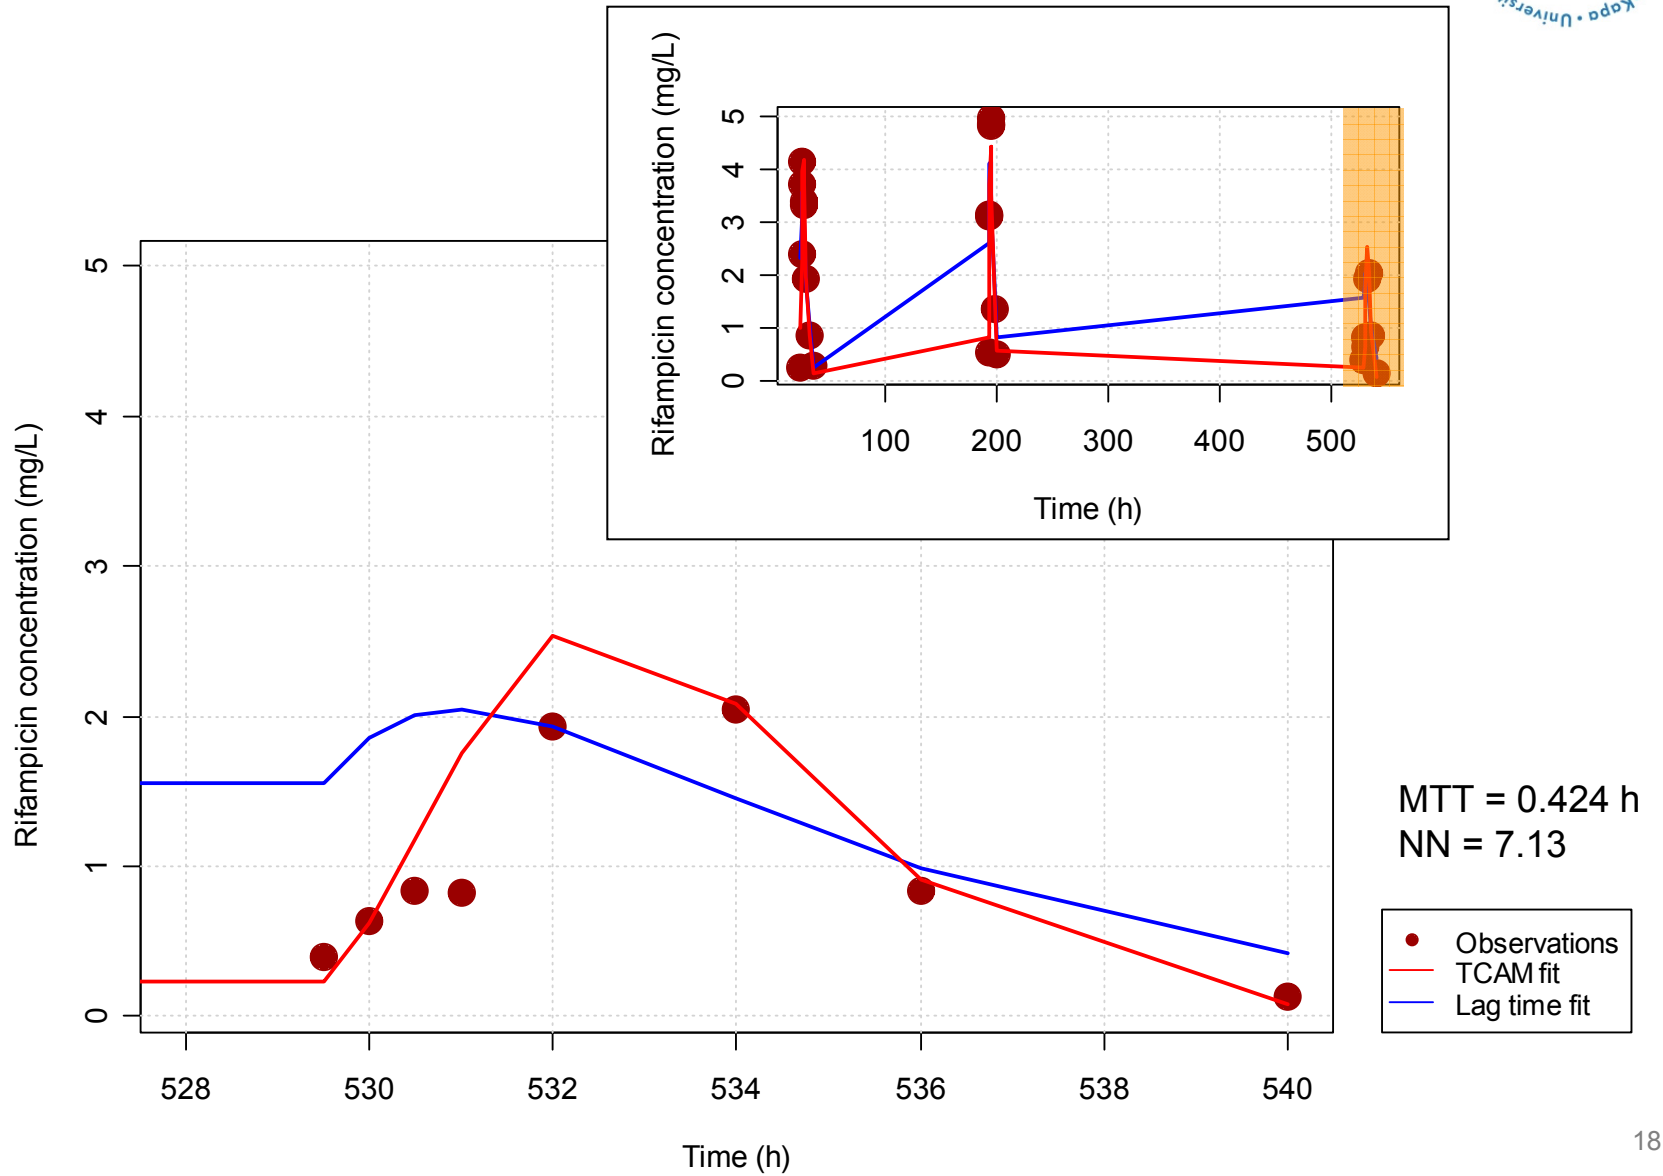 Kapa • Universi
Rifampicin concentration (mg/L)
5
4
3
2
1
0
100 200 300 400 500
Time (h)
Rifampicin concentration (mg/L)
5
4
3
2
1
0
528 530 532 534 536 538 540
Time (h)
MTT = 0.424 h
NN = 7.13
Observations
TCAM fit
Lag time fit
18